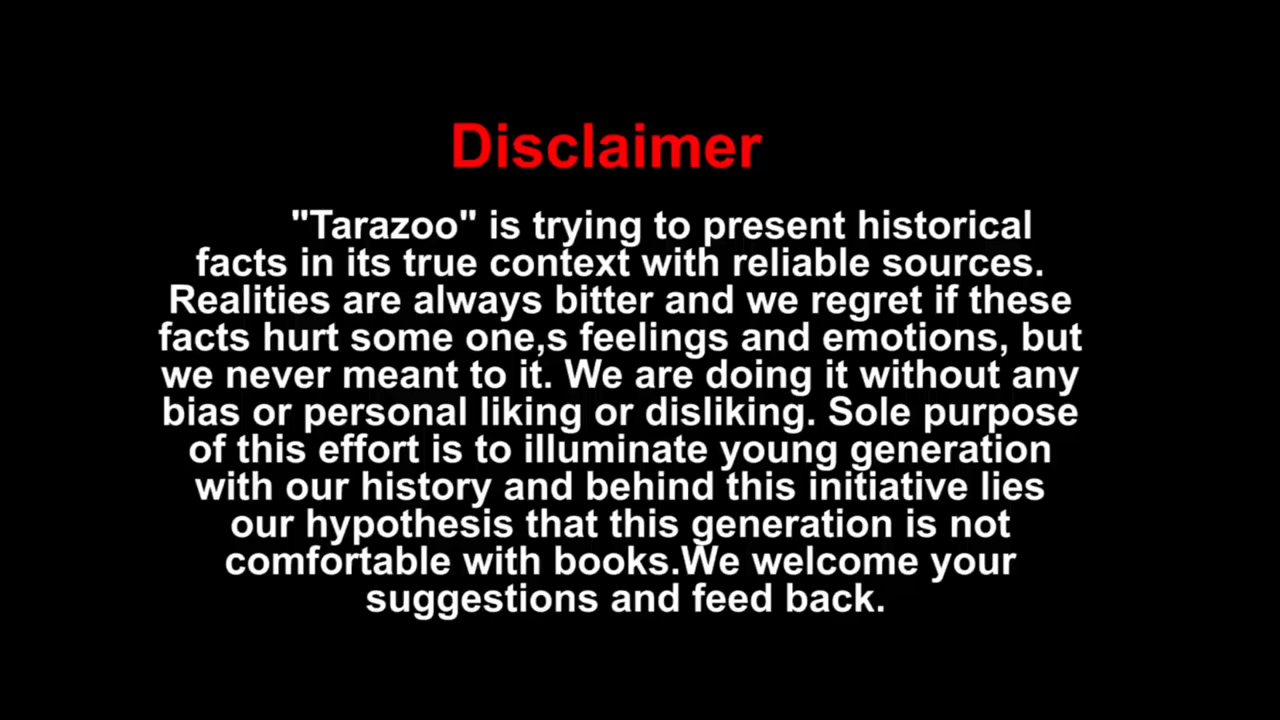 Disclaimer
"Tarazoo" is trying to present historical
facts in its true context with reliable sources.
Realities are always bitter and we regret if these
facts hurt some one,s feelings and emotions, but
we never meant to it. We are doing it without any
bias or personal liking or disliking. Sole purpose
of this effort is to illuminate young generation
with our history and behind this initiative lies
our hypothesis that this generation is not
comfortable with books.We welcome your
suggestions and feed back.